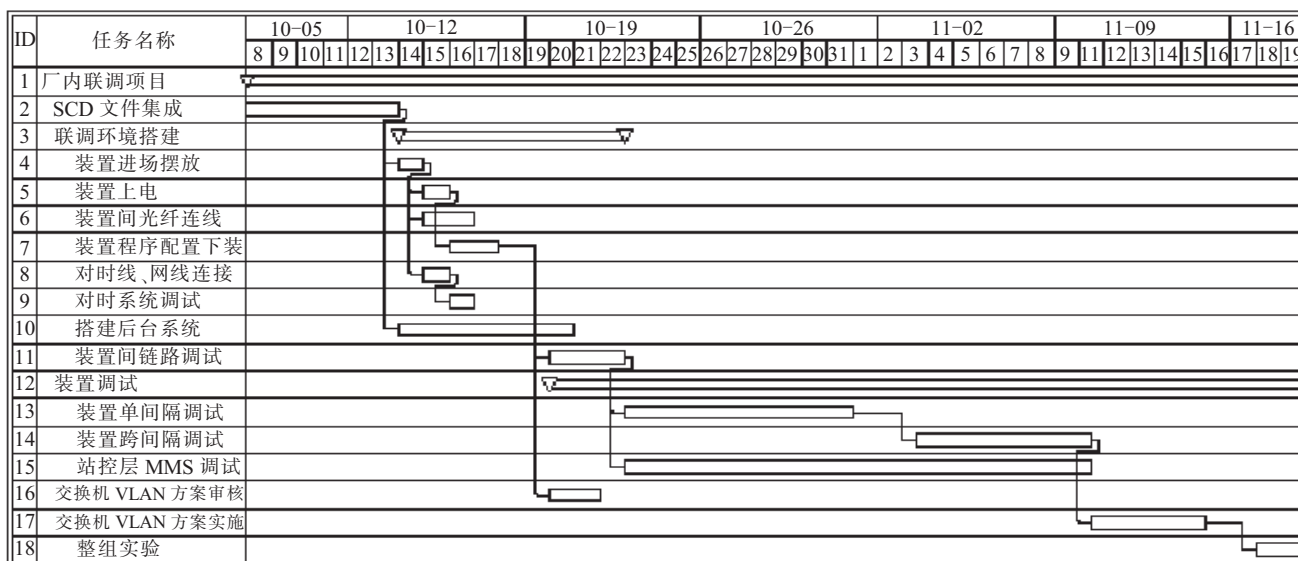 ID 任务名称 10-05 10-12 10-19 10-26 11-02 11-09 11-16
8 9 10 11 12 13 14 15 16 17 18 19 20 21 22 23 24 25 26 27 28 29 30 31 1 2 3 4 5 6 7 8 9 11 12 13 14 15 16 17 18 19
1 厂内联调项目
2 SCD 文件集成
3 联调环境搭建
4 装置进场摆放
5 装置上电
6 装置间光纤连线
7 装置程序配置下装
8 对时线、网线连接
9 对时系统调试
10 搭建后台系统
11 装置间链路调试
12 装置调试
13 装置单间隔调试
14 装置跨间隔调试
15 站控层 MMS 调试
16 交换机 VLAN 方案审核
17 交换机 VLAN 方案实施
18 整组实验